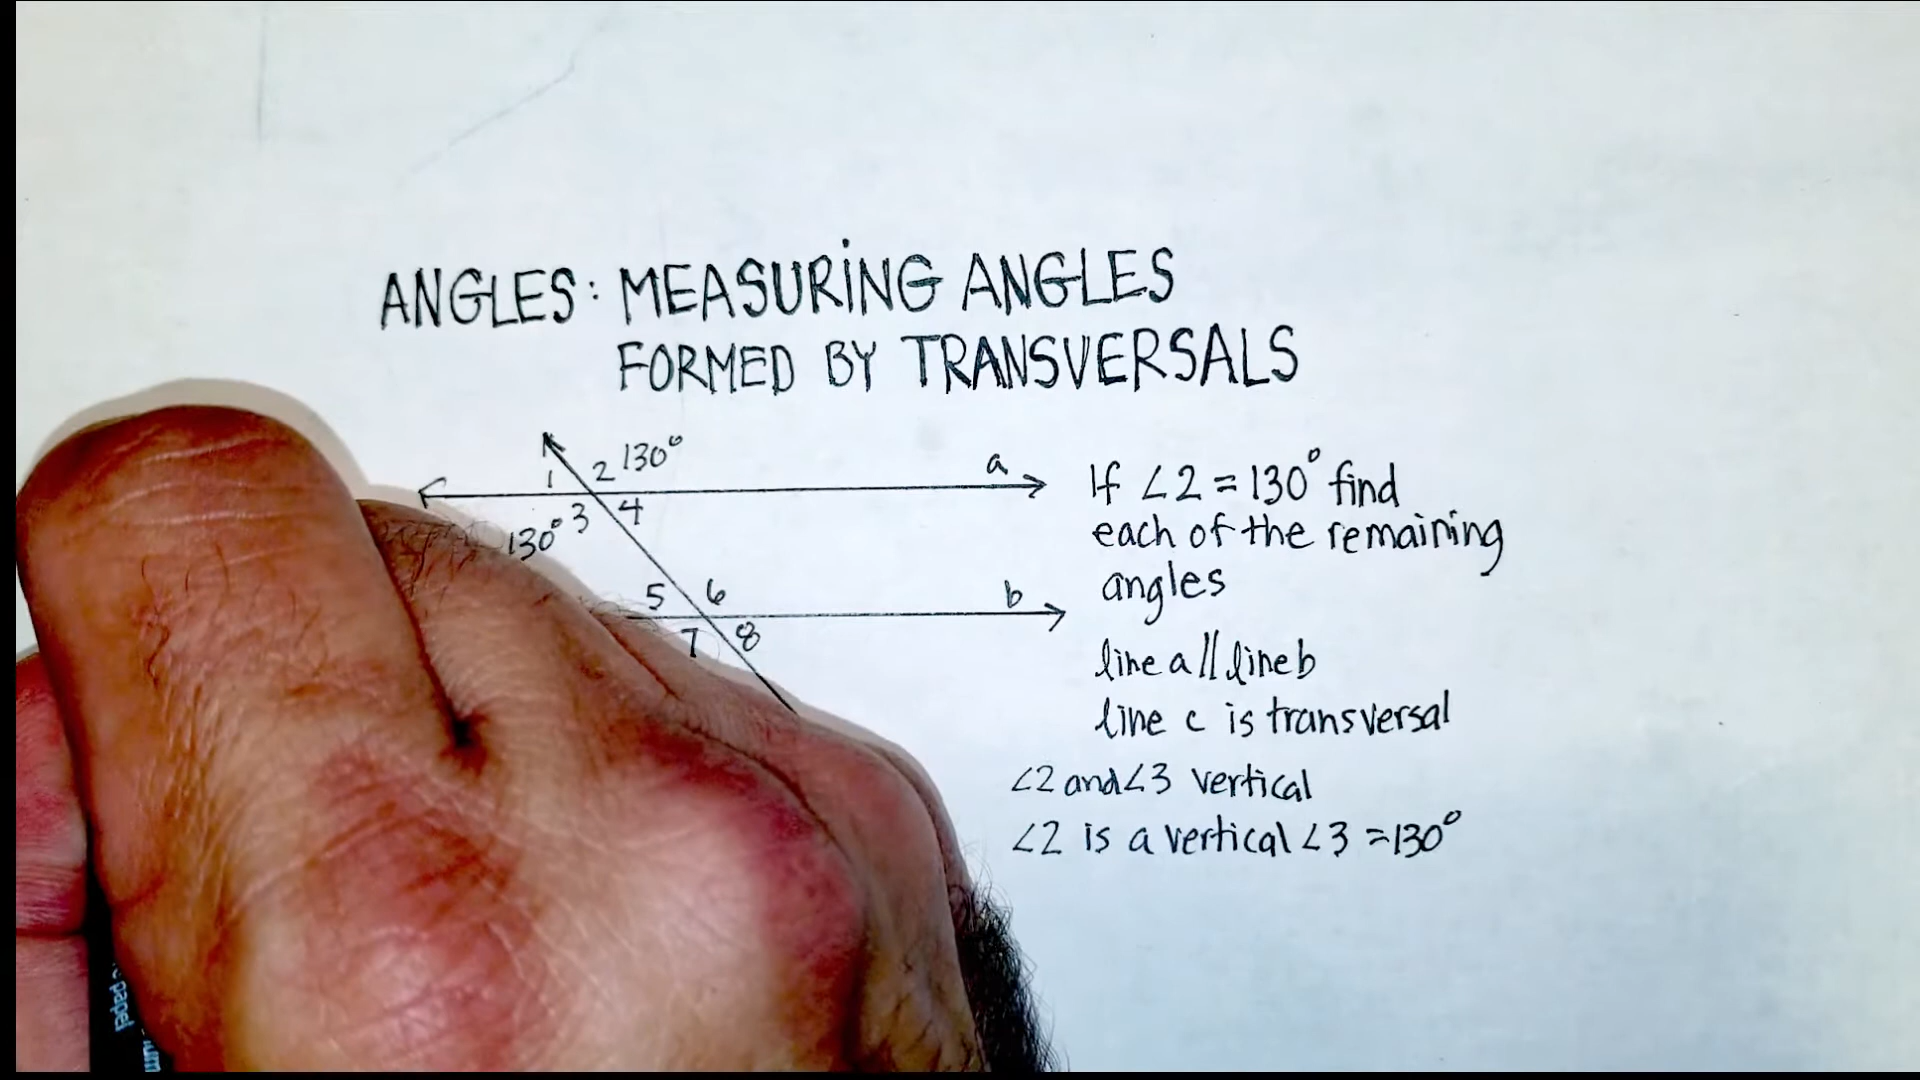 ANGLES: MEASURING ANGLES
FORMED BY TRANSVERSALS
1 2 130°
a
130° 3 4
5 6
b
7 8
If ∠2 = 130° find
each of the remaining
angles
line a || line b
line c is transversal
∠2 and ∠3 vertical
∠2 is a vertical ∠3 = 130°